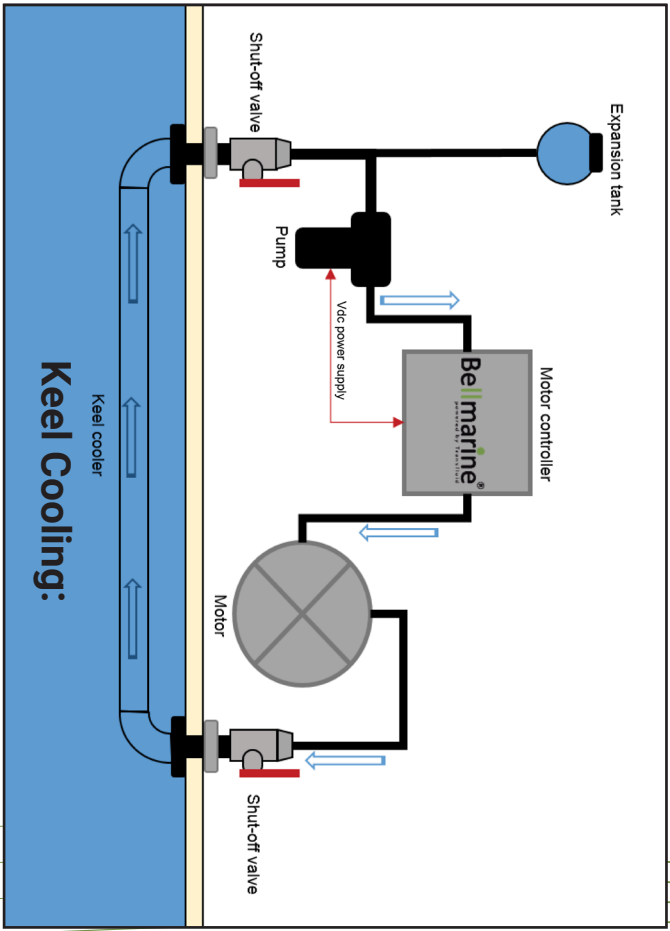 Expansion tank
Shut-off valve
Pump
Vdc power supply
Motor controller
Bellmarine®
powered by Transfluid
Motor
Shut-off valve
Keel cooler
Keel Cooling: